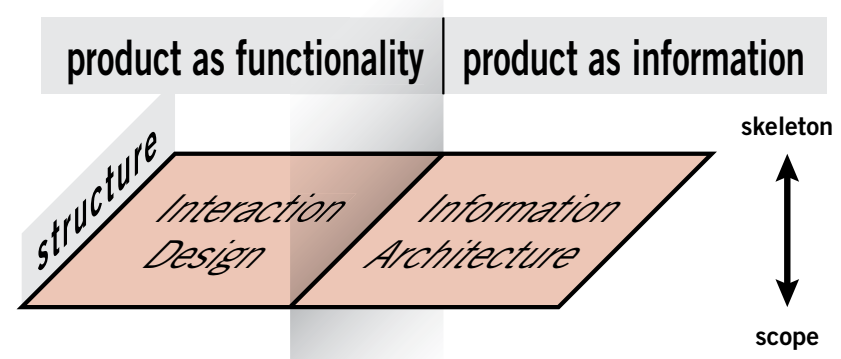 product as functionality
product as information
skeleton
structure
Interaction
Design
Information
Architecture
scope